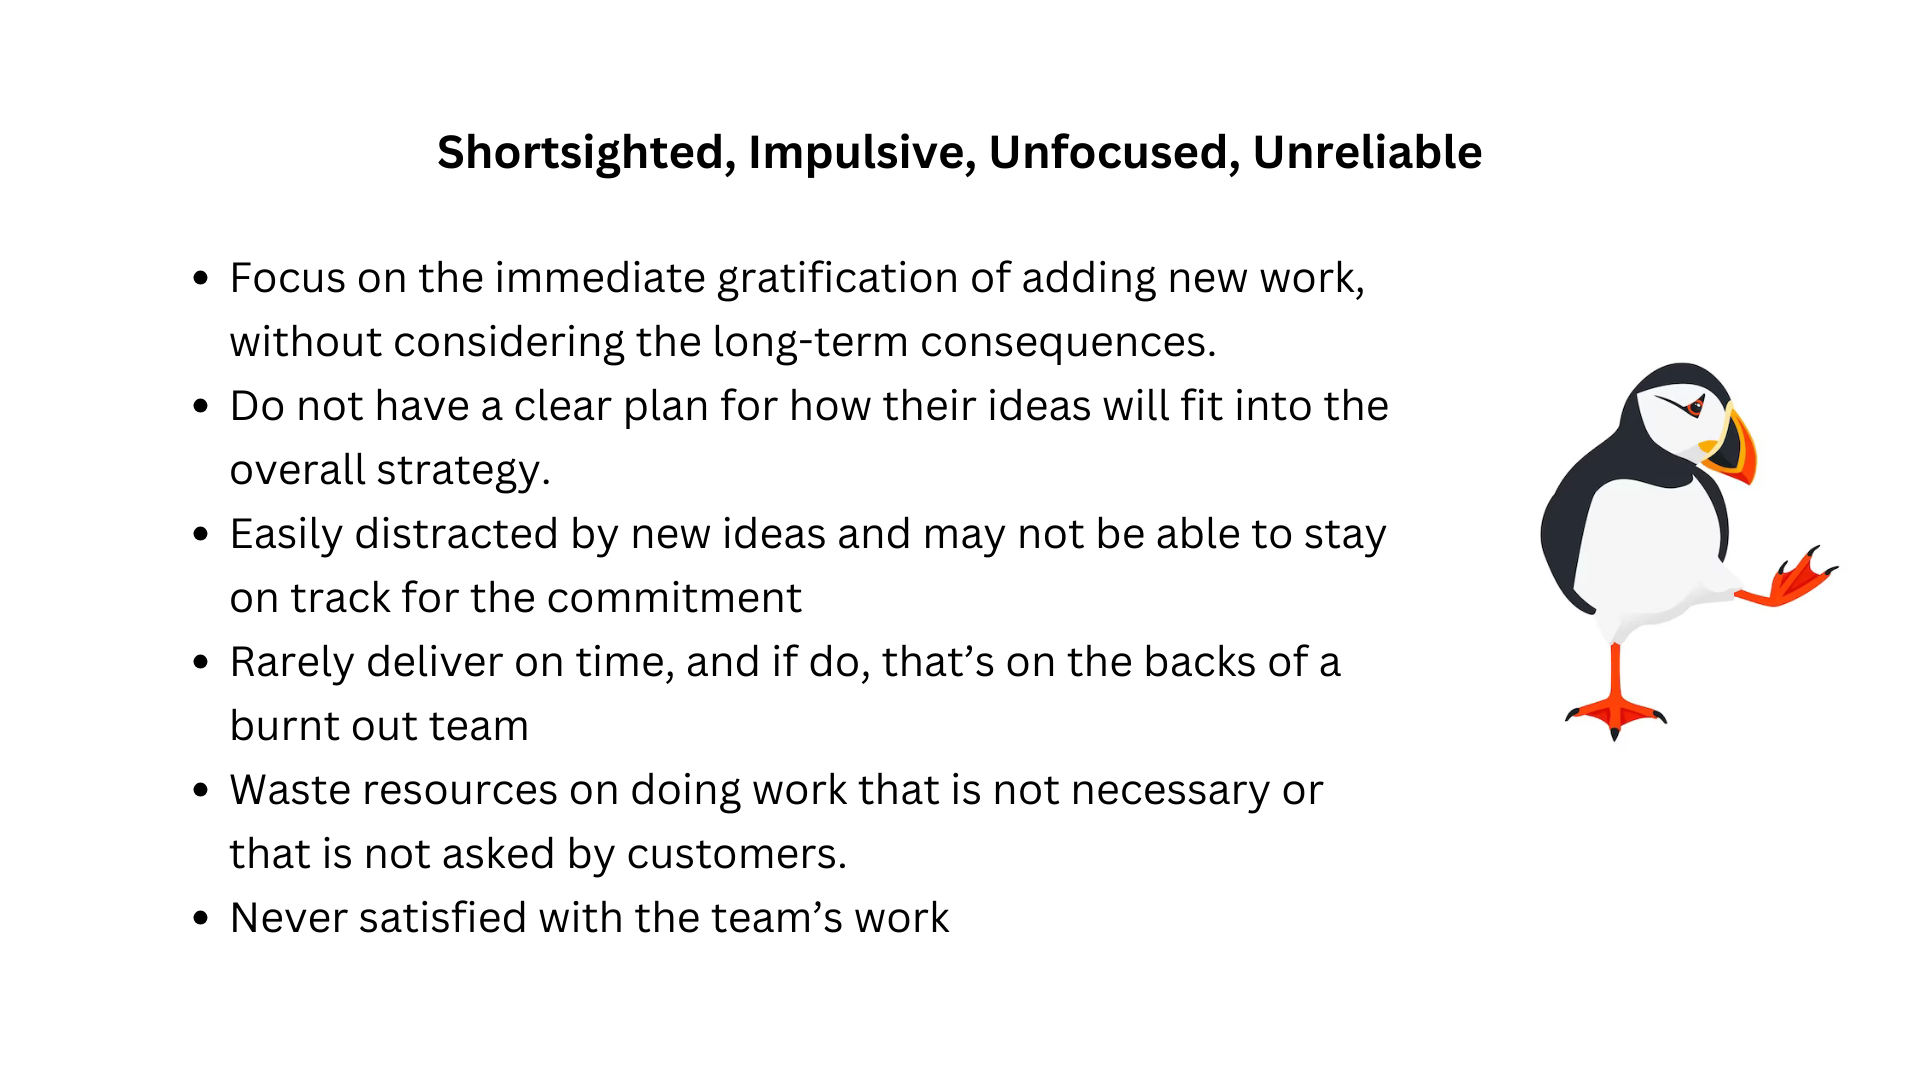 Shortsighted, Impulsive, Unfocused, Unreliable
• Focus on the immediate gratification of adding new work,
without considering the long-term consequences.
• Do not have a clear plan for how their ideas will fit into the
overall strategy.
• Easily distracted by new ideas and may not be able to stay
on track for the commitment
• Rarely deliver on time, and if do, that’s on the backs of a
burnt out team
• Waste resources on doing work that is not necessary or
that is not asked by customers.
• Never satisfied with the team’s work